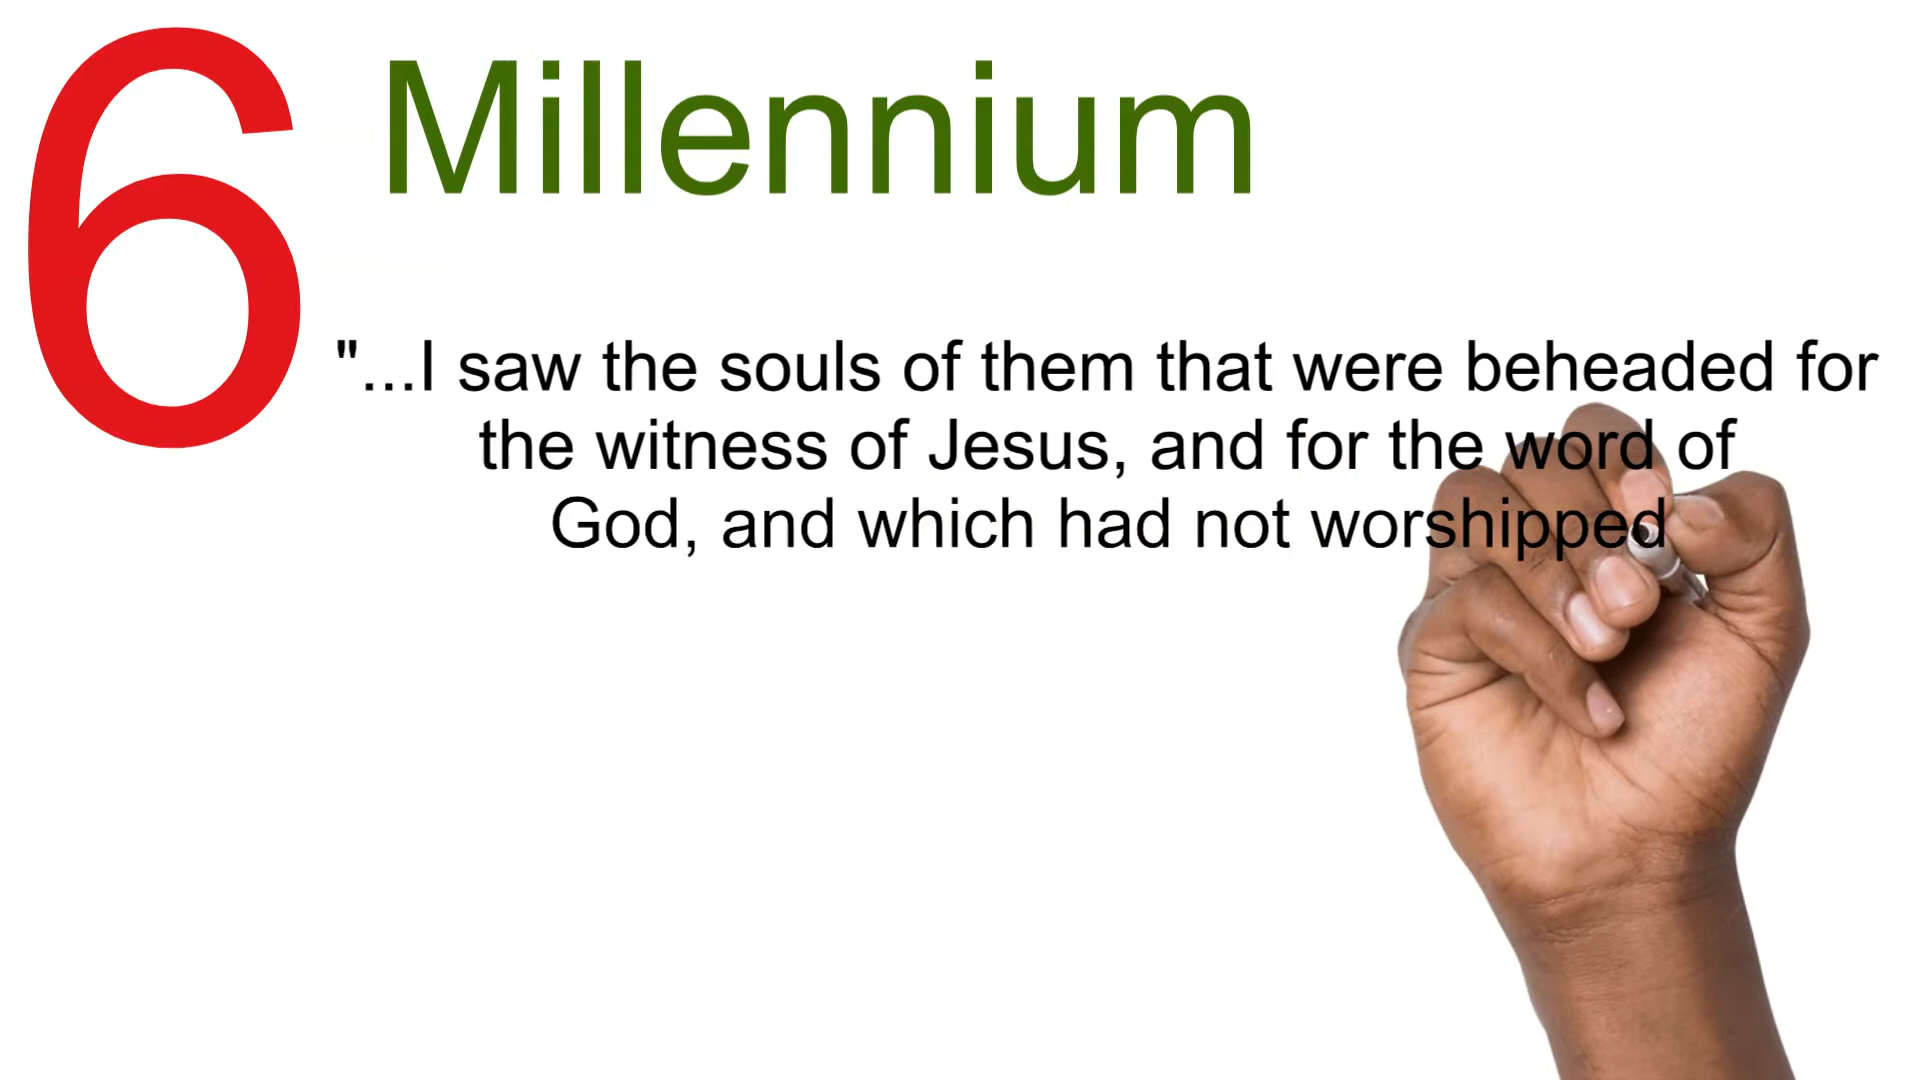 6
Millennium
"...I saw the souls of them that were beheaded for
the witness of Jesus, and for the word of
God, and which had not worshipped